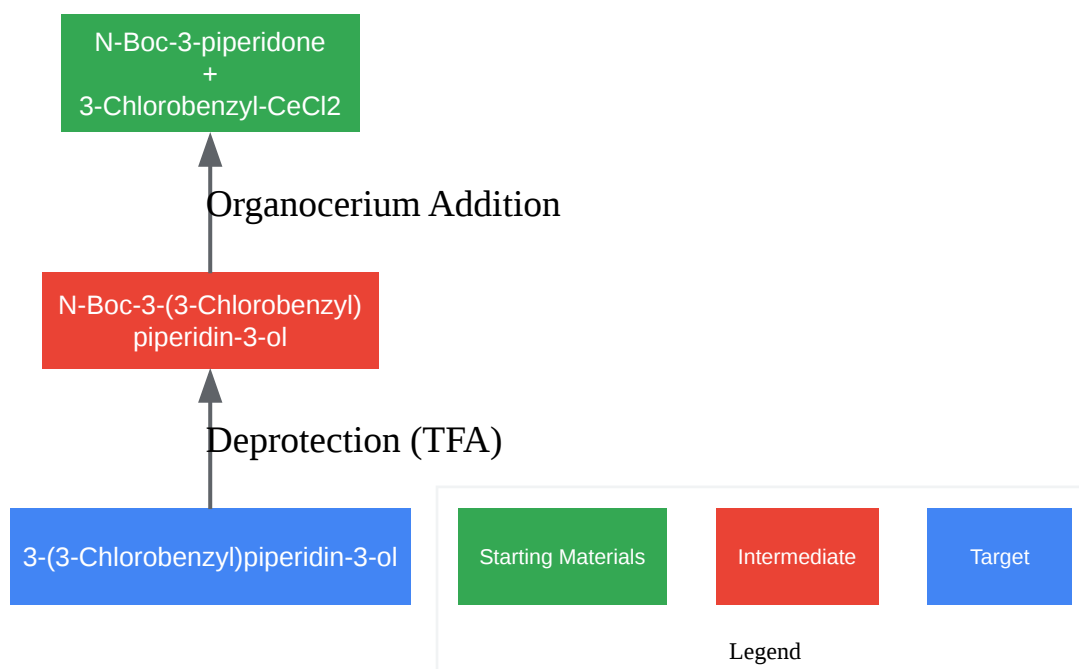 N-Boc-3-piperidone
+
3-Chlorobenzyl-CeCl2
Organocerium Addition
N-Boc-3-(3-Chlorobenzyl)
piperidin-3-ol
Deprotection (TFA)
3-(3-Chlorobenzyl)piperidin-3-ol
Starting Materials
Intermediate
Target
Legend